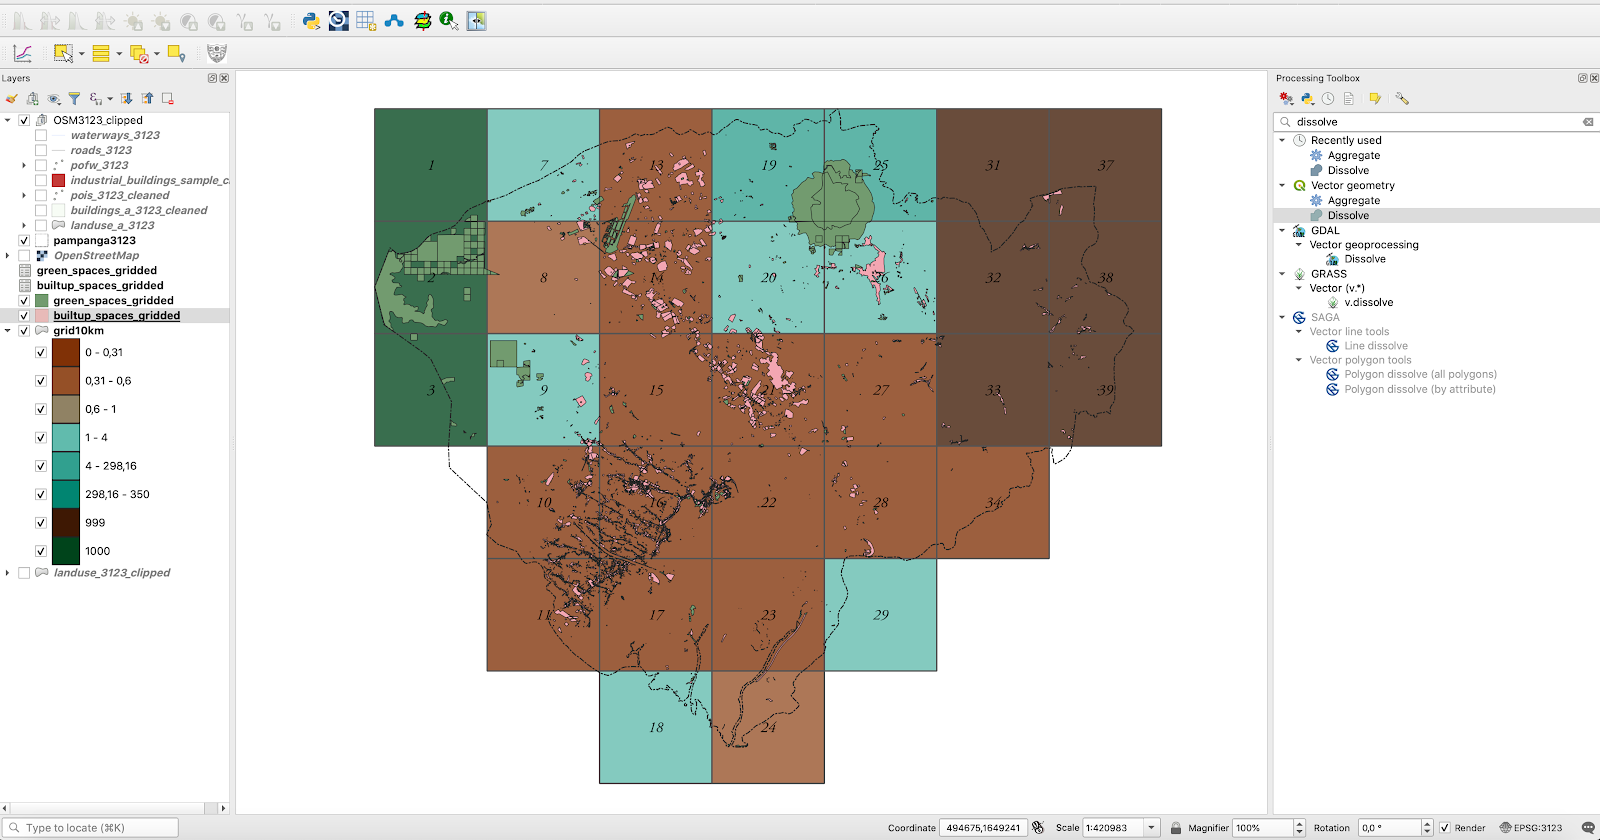 Layers
OSM3123_clipped
waterways_3123
roads_3123
pofw_3123
industrial_buildings_sample_c
pois_3123_cleaned
buildings_a_3123_cleaned
landuse_a_3123
pampanga3123
OpenStreetMap
green_spaces_gridded
builtup_spaces_gridded
green_spaces_gridded
builtup_spaces_gridded
grid10km
0 - 0,31
0,31 - 0,6
0,6 - 1
1 - 4
4 - 298,16
298,16 - 350
999
1000
landuse_3123_clipped
Type to locate (⌘K)
1 7 13 19 25 31 37
2 8 14 20 26 32 38
3 9 15 21 27 33 39
10 16 22 28 34
11 17 23 29
18 24
Processing Toolbox
dissolve
Recently used
Aggregate
Dissolve
Vector geometry
Aggregate
Dissolve
GDAL
Vector geoprocessing
Dissolve
GRASS
Vector (v.*)
v.dissolve
SAGA
Vector line tools
Line dissolve
Vector polygon tools
Polygon dissolve (all polygons)
Polygon dissolve (by attribute)
Coordinate 494675,1649241 Scale 1:420983 Magnifier 100% Rotation 0,0 ° Render EPSG:3123